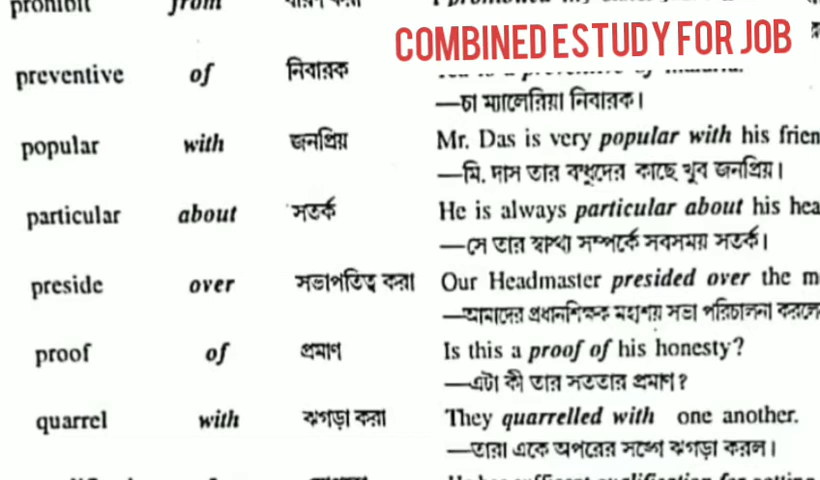 prohibit from
COMBINED STUDY FOR JOB
preventive of নিবারক
—চা ম্যালেরিয়া নিবারক।
popular with জনপ্রিয় Mr. Das is very popular with his
—মি. দাস তার বন্ধুদের কাছে খুব জনপ্রিয়।
particular about সতর্ক He is always particular about his
—সে তার স্বাস্থ্য সম্পর্কে সবসময় সতর্ক।
preside over সভাপতিত্ব করা Our Headmaster presided over the
—আমাদের প্রধানশিক্ষক মহাশয় সভা পরিচালনা
proof of প্রমাণ Is this a proof of his honesty?
—এটা কী তার সততার প্রমাণ?
quarrel with ঝগড়া করা They quarrelled with one another.
—তারা একে অপরের সঙ্গে ঝগড়া করল।